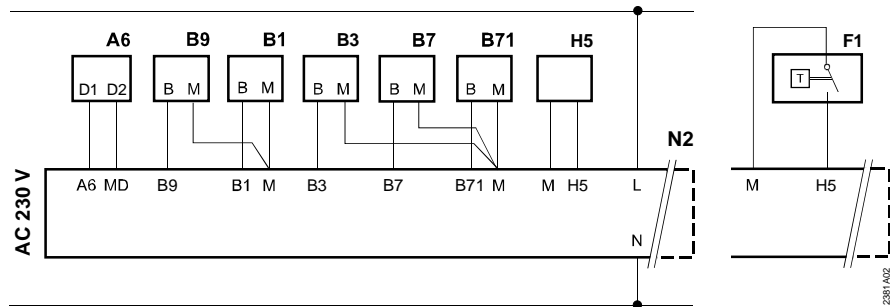 A6 B9 B1 B3 B7 B71 H5 F1
D1 D2 B M B M B M B M B M T
N2
A6 MD B9 B1 M B3 B7 B71 M M H5 L M H5
AC 230 V
N
2381A02